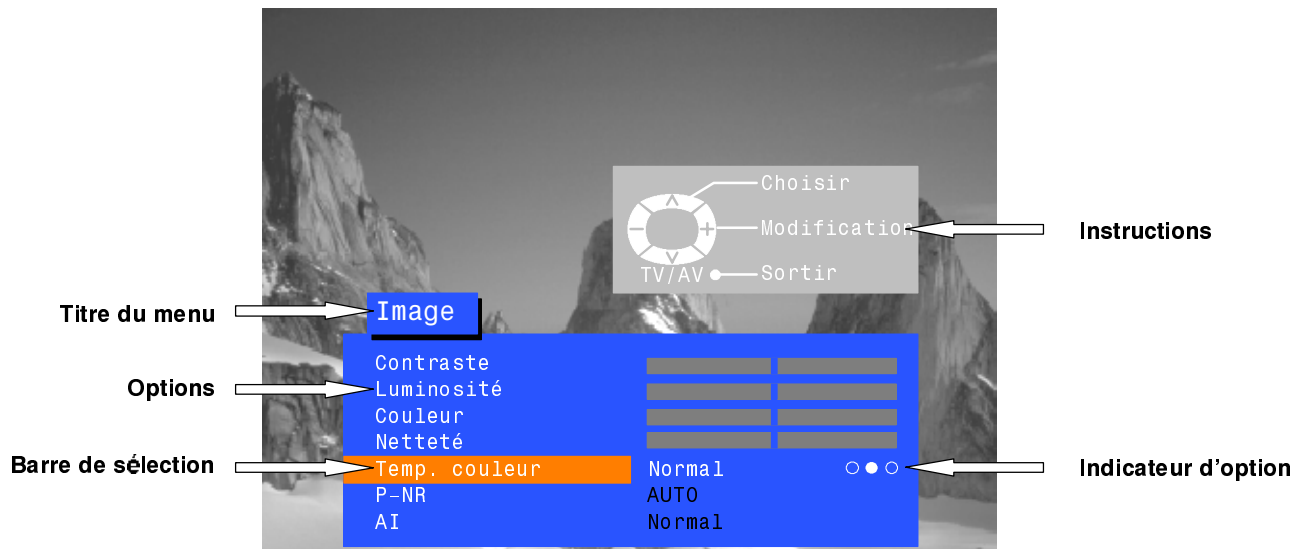 Choisir
Modification
TV/AV
Sortir
Instructions
Titre du menu
Image
Contraste
Options
Luminosité
Couleur
Netteté
Barre de sélection
Temp. couleur
Normal
Indicateur d'option
P-NR
AUTO
AI
Normal